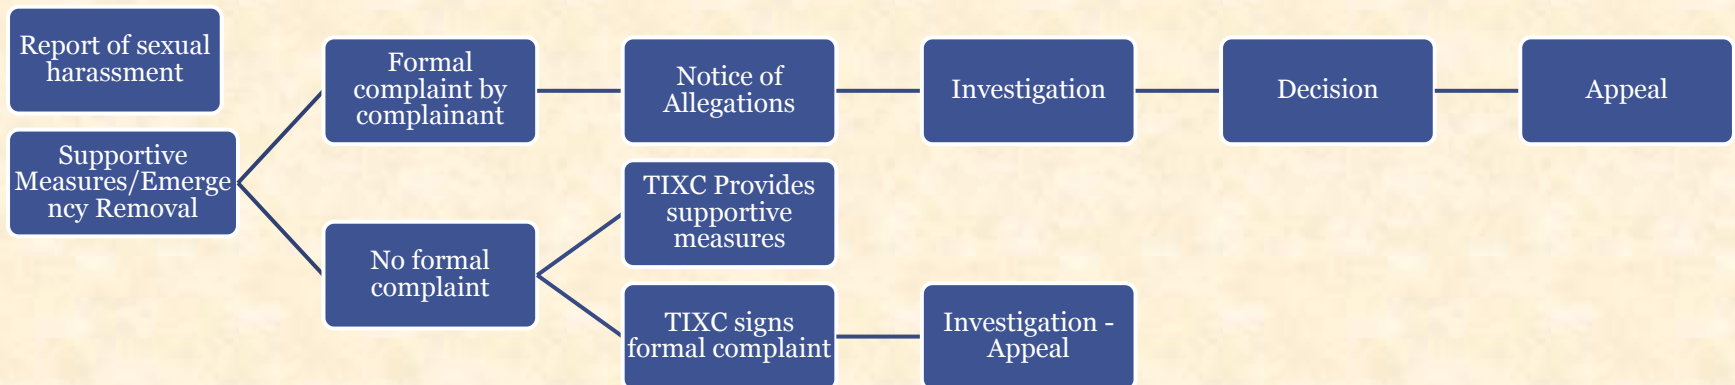 Report of sexual
harassment
Supportive
Measures/Emerge
ncy Removal
Formal
complaint by
complainant
Notice of
Allegations
Investigation
Decision
Appeal
No formal
complaint
TIXC Provides
supportive
measures
TIXC signs
formal complaint
Investigation -
Appeal